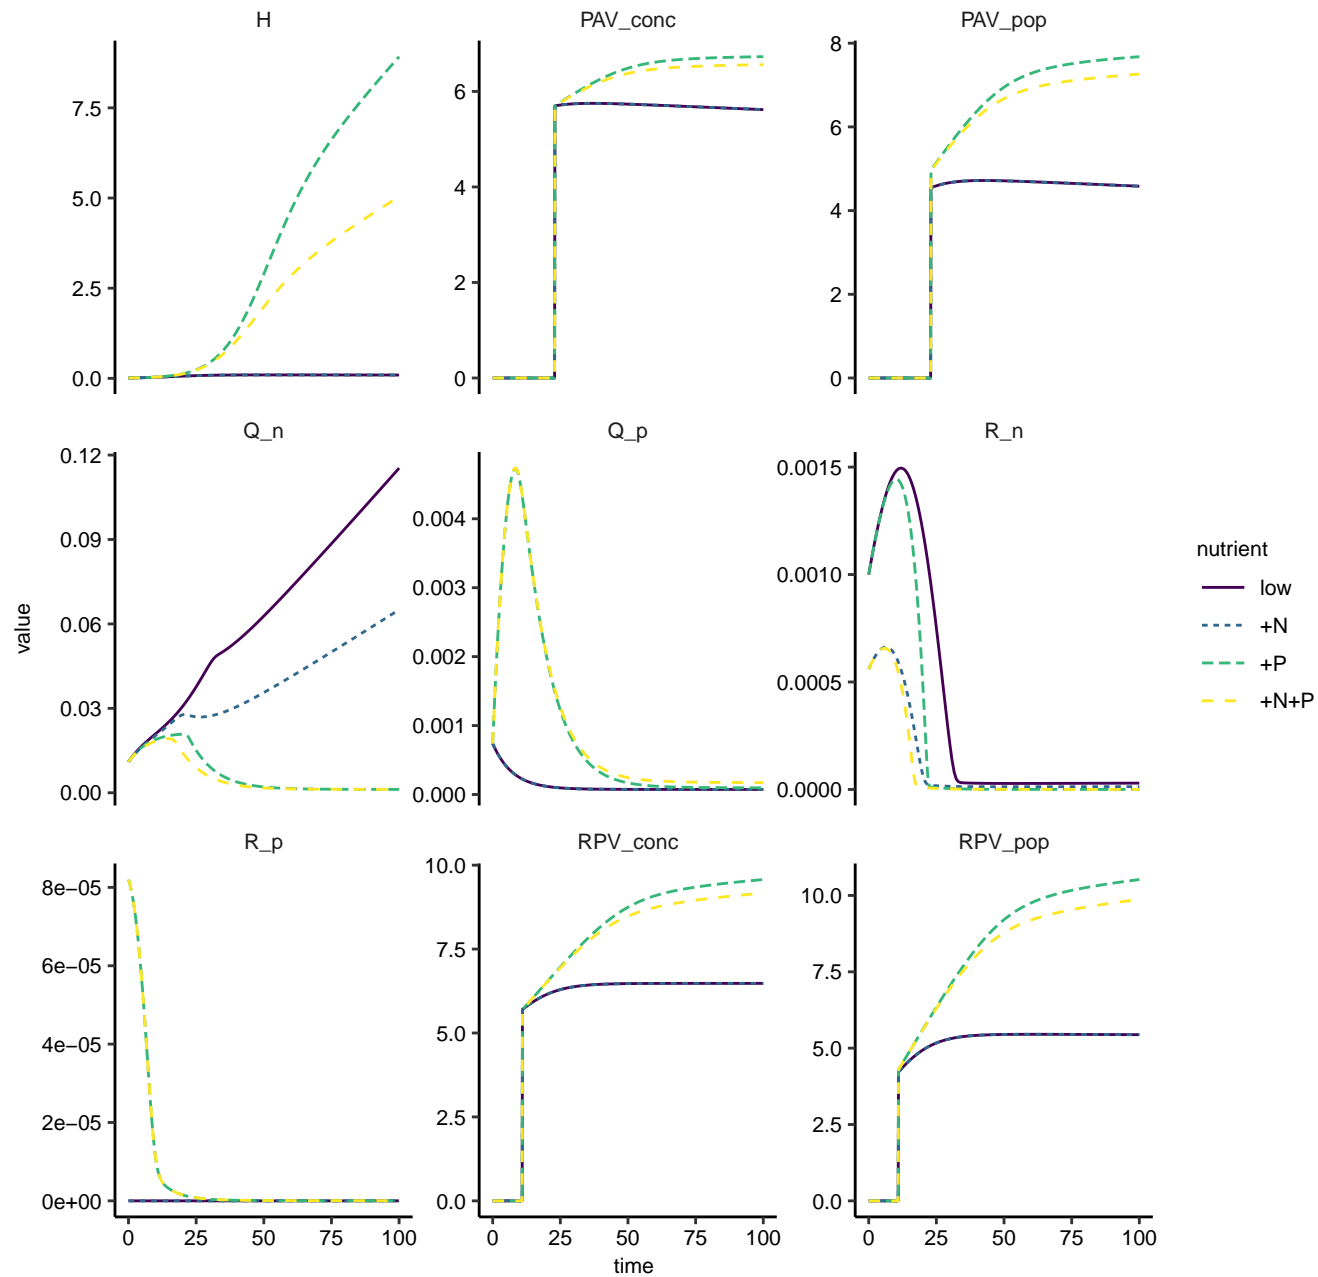 H
PAV_conc
PAV_pop
7.5
5.0
2.5
0.0
6
4
2
0
8
6
4
2
0
Q_n
Q_p
R_n
0.12
0.09
0.06
0.03
0.00
0.004
0.003
0.002
0.001
0.000
0.0015
0.0010
0.0005
0.0000
R_p
RPV_conc
RPV_pop
8e−05
6e−05
4e−05
2e−05
0e+00
10.0
7.5
5.0
2.5
0.0
10.0
7.5
5.0
2.5
0.0
0 25 50 75 100
0 25 50 75 100
0 25 50 75 100
time
value
nutrient
low
+N
+P
+N+P